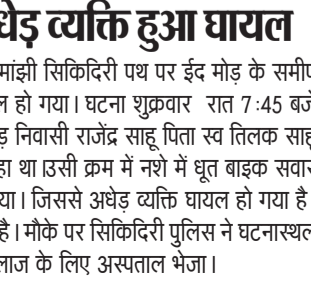 धेड़ व्यक्ति हुआ घायल
मांझी सिकिदिरी पथ पर ईद मोड़ के समीप
ल हो गया। घटना शुक्रवार रात 7:45 बजे
ड़ निवासी राजेंद्र साहू पिता स्व तिलक साहू
हा था।उसी क्रम में नशे में धूत बाइक सवार
या। जिससे अधेड़ व्यक्ति घायल हो गया है
है। मौके पर सिकिदिरी पुलिस ने घटनास्थल
लाज के लिए अस्पताल भेजा।